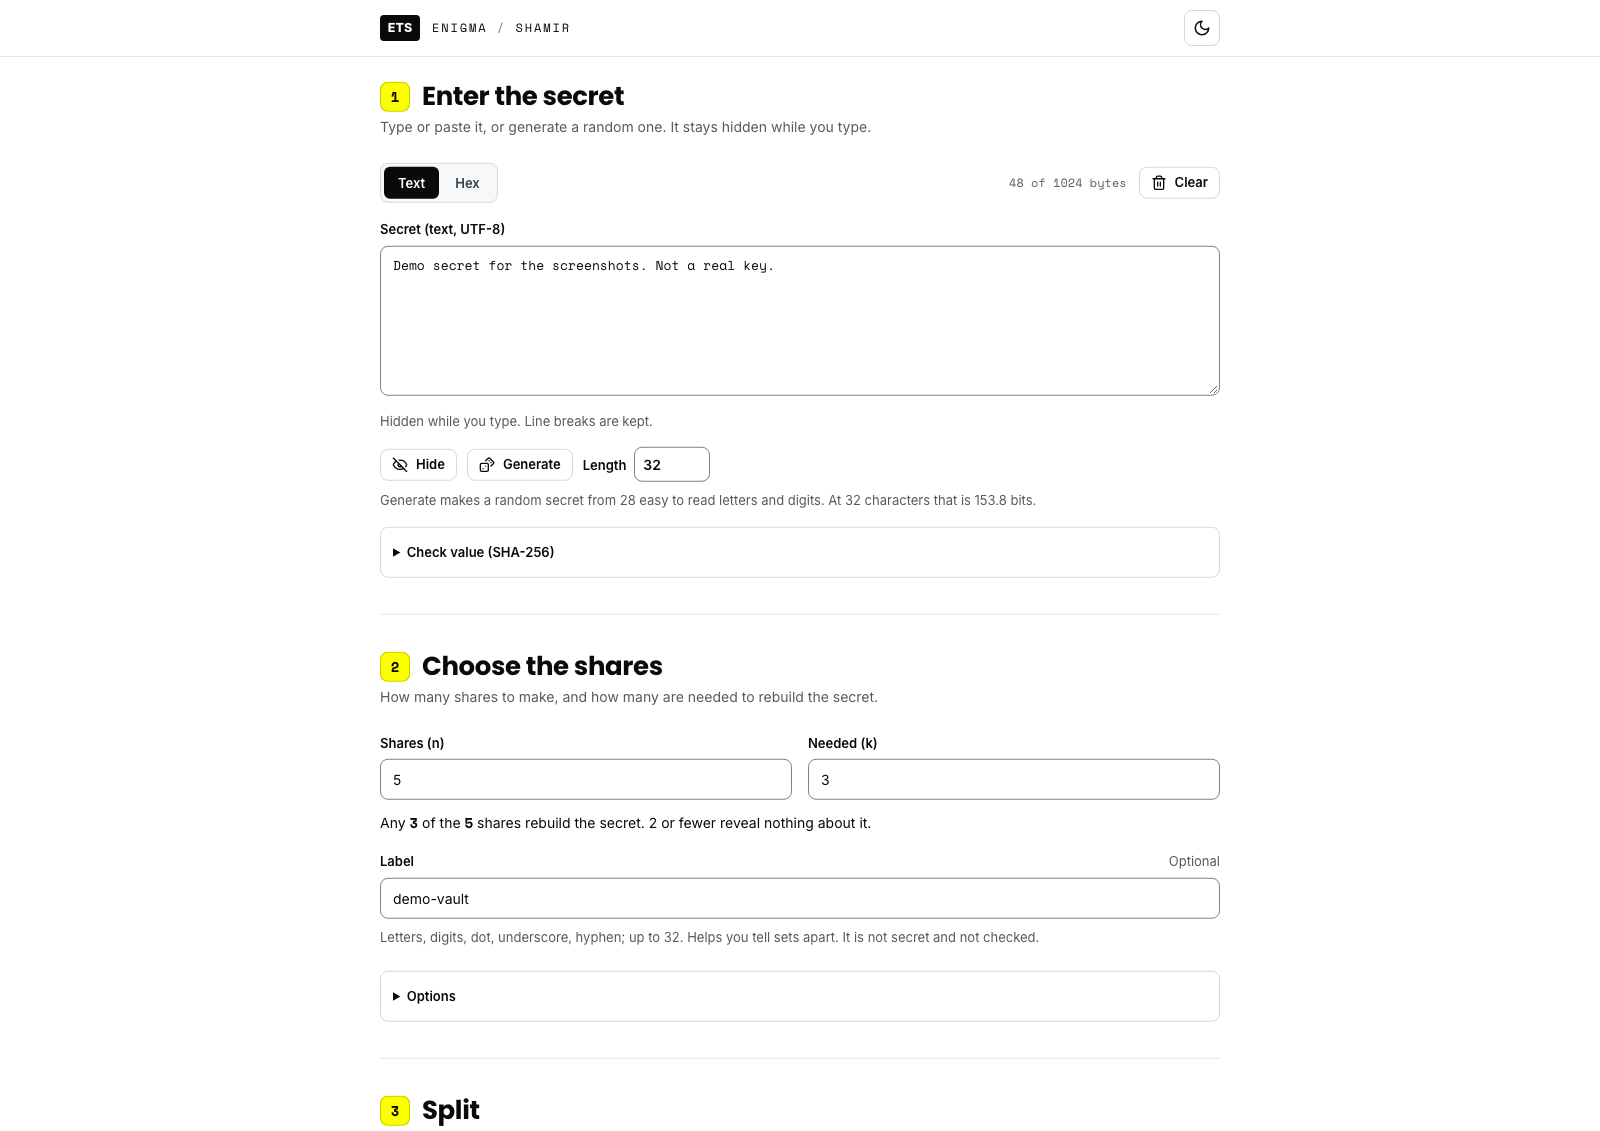 ETS ENIGMA / SHAMIR
1 Enter the secret
Type or paste it, or generate a random one. It stays hidden while you type.
Text Hex 48 of 1024 bytes Clear
Secret (text, UTF-8)
Demo secret for the screenshots. Not a real key.
Hidden while you type. Line breaks are kept.
Hide Generate Length 32
Generate makes a random secret from 28 easy to read letters and digits. At 32 characters that is 153.8 bits.
Check value (SHA-256)
2 Choose the shares
How many shares to make, and how many are needed to rebuild the secret.
Shares (n) Needed (k)
5 3
Any 3 of the 5 shares rebuild the secret. 2 or fewer reveal nothing about it.
Label Optional
demo-vault
Letters, digits, dot, underscore, hyphen; up to 32. Helps you tell sets apart. It is not secret and not checked.
Options
3 Split